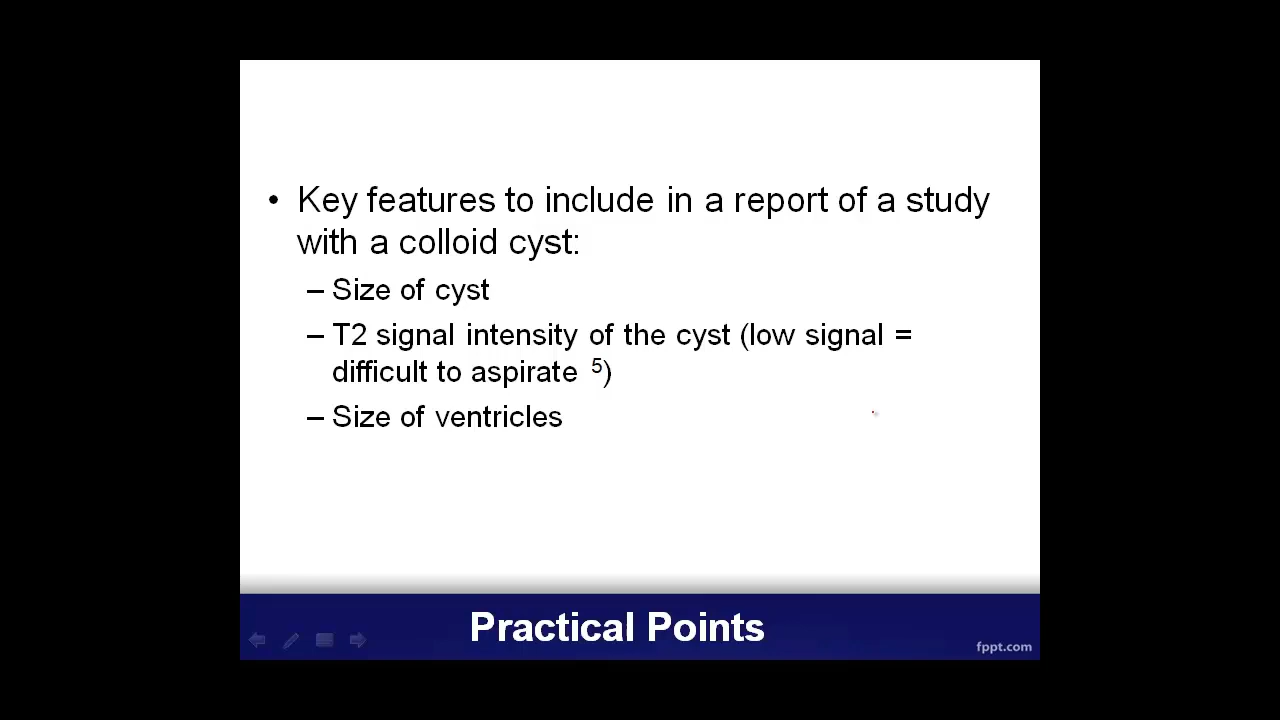 • Key features to include in a report of a study
with a colloid cyst:
– Size of cyst
– T2 signal intensity of the cyst (low signal =
difficult to aspirate ⁵)
– Size of ventricles
Practical Points
fppt.com